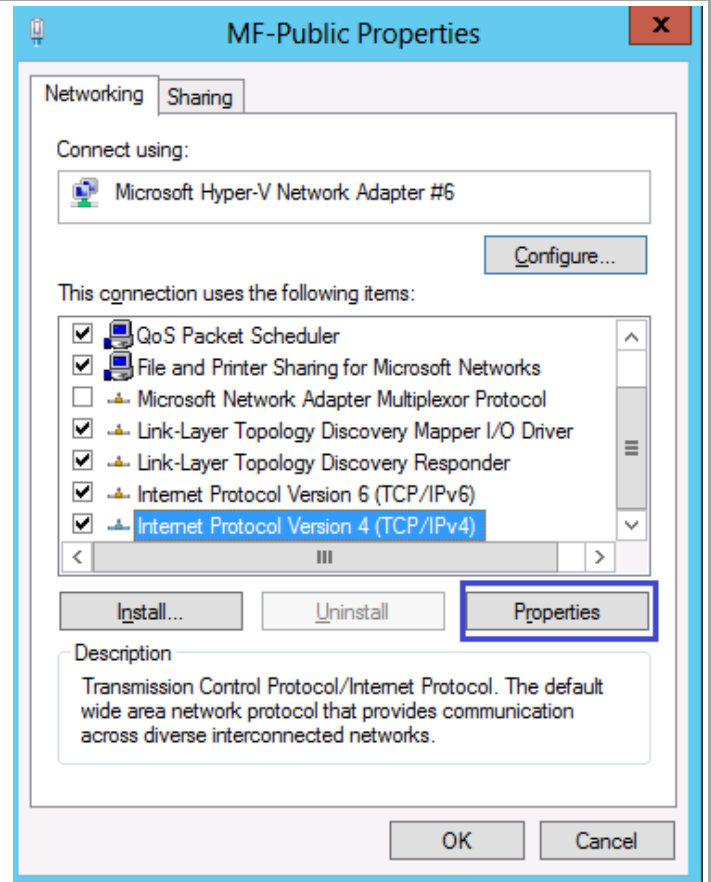 MF-Public Properties
x
Networking
Sharing
Connect using:
Microsoft Hyper-V Network Adapter #6
Configure...
This connection uses the following items:
QoS Packet Scheduler
File and Printer Sharing for Microsoft Networks
Microsoft Network Adapter Multiplexor Protocol
Link-Layer Topology Discovery Mapper I/O Driver
Link-Layer Topology Discovery Responder
Internet Protocol Version 6 (TCP/IPv6)
Internet Protocol Version 4 (TCP/IPv4)
Install...
Uninstall
Properties
Description
Transmission Control Protocol/Internet Protocol. The default
wide area network protocol that provides communication
across diverse interconnected networks.
OK
Cancel